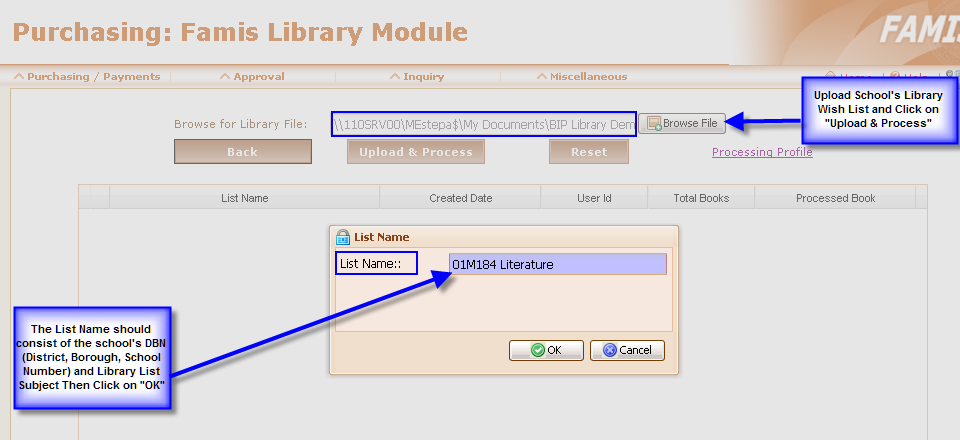 Purchasing: Famis Library Module
FAMIS
Purchasing / Payments Approval Inquiry Miscellaneous Home Help
Upload School's Library
Wish List and Click on
"Upload & Process"
Browse for Library File: \\110SRV00\MEstepa$\My Documents\BIP Library Dem Browse File
Back Upload & Process Reset Processing Profile
List Name Created Date User Id Total Books Processed Book
List Name
List Name:: 01M184 Literature
The List Name should
consist of the school's DBN
(District, Borough, School
Number) and Library List
Subject Then Click on "OK"
OK Cancel